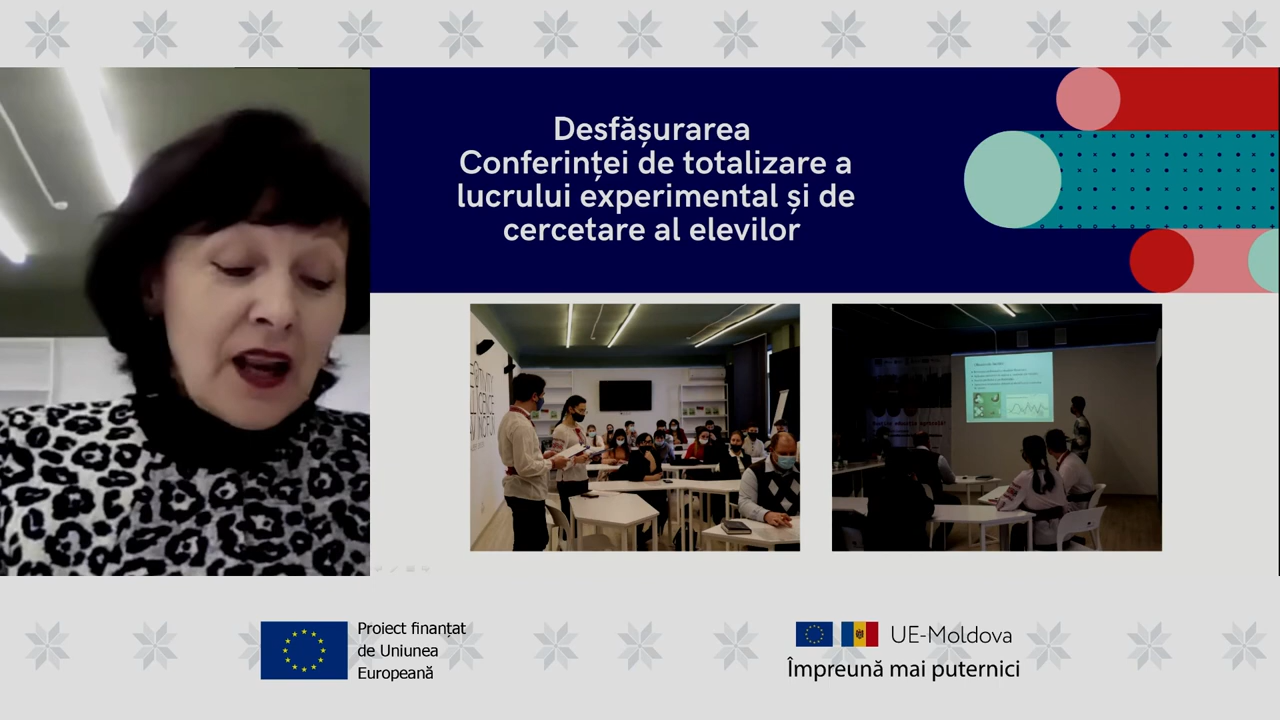 Desfășurarea
Conferinței de totalizare a
lucrului experimental și de
cercetare al elevilor
Proiect finanțat
de Uniunea
Europeană
UE-Moldova
Împreună mai puternici